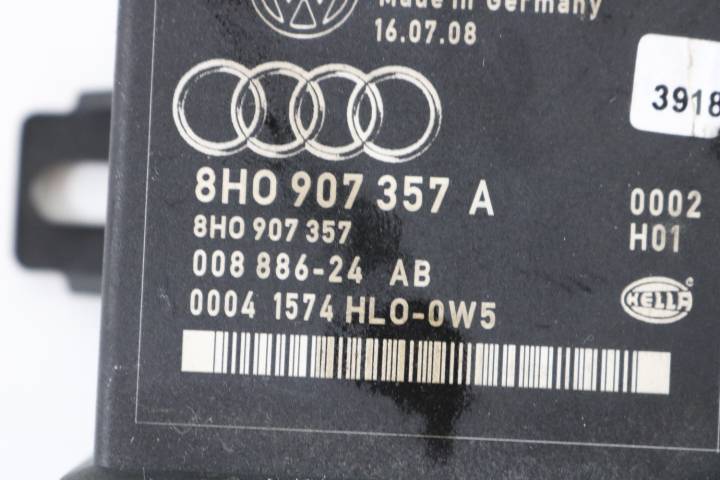 Made in Germany
16.07.08
3918
8H0 907 357 A
0002
8H0 907 357
H01
008 886-24 AB
HELLA
0004 1574 HLO-0W5